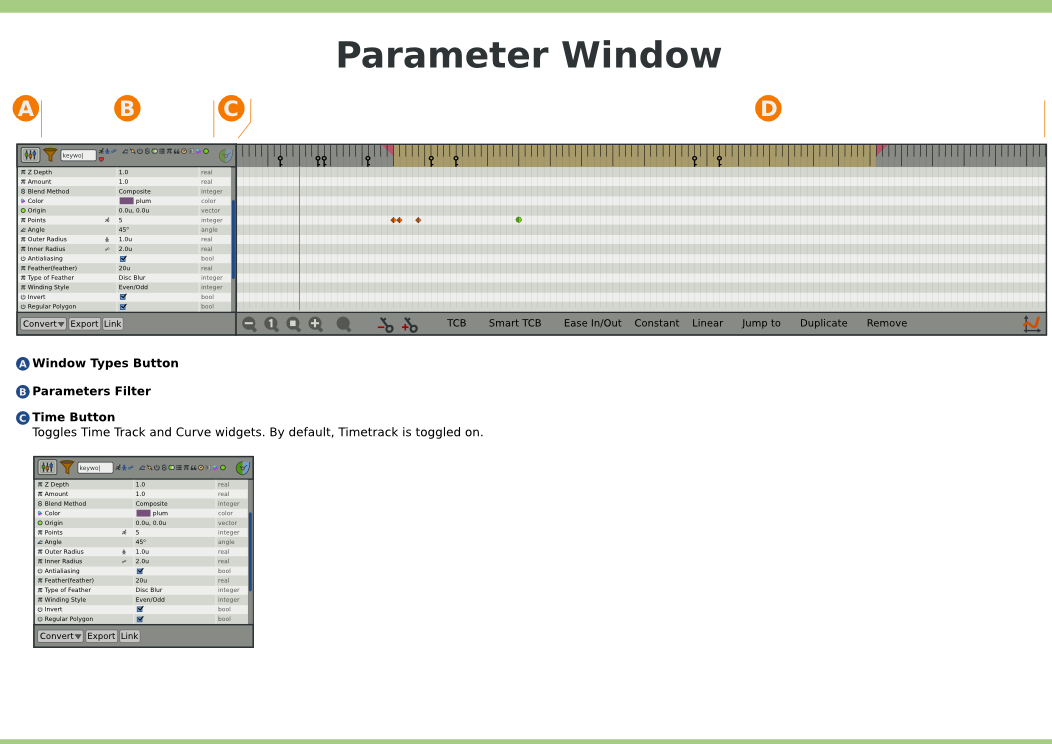 Parameter Window
A B C D
keywo|
Z Depth 1.0 real
Amount 1.0 real
Blend Method Composite integer
Color plum color
Origin 0.0u, 0.0u vector
Points 5 integer
Angle 45° angle
Outer Radius 1.0u real
Inner Radius 2.0u real
Antialiasing bool
Feather(feather) 20u real
Type of Feather Disc Blur integer
Winding Style Even/Odd integer
Invert bool
Regular Polygon bool
Convert Export Link 1 TCB Smart TCB Ease In/Out Constant Linear Jump to Duplicate Remove
A Window Types Button
B Parameters Filter
C Time Button
Toggles Time Track and Curve widgets. By default, Timetrack is toggled on.
keywo|
Z Depth 1.0 real
Amount 1.0 real
Blend Method Composite integer
Color plum color
Origin 0.0u, 0.0u vector
Points 5 integer
Angle 45° angle
Outer Radius 1.0u real
Inner Radius 2.0u real
Antialiasing bool
Feather(feather) 20u real
Type of Feather Disc Blur integer
Winding Style Even/Odd integer
Invert bool
Regular Polygon bool
Convert Export Link